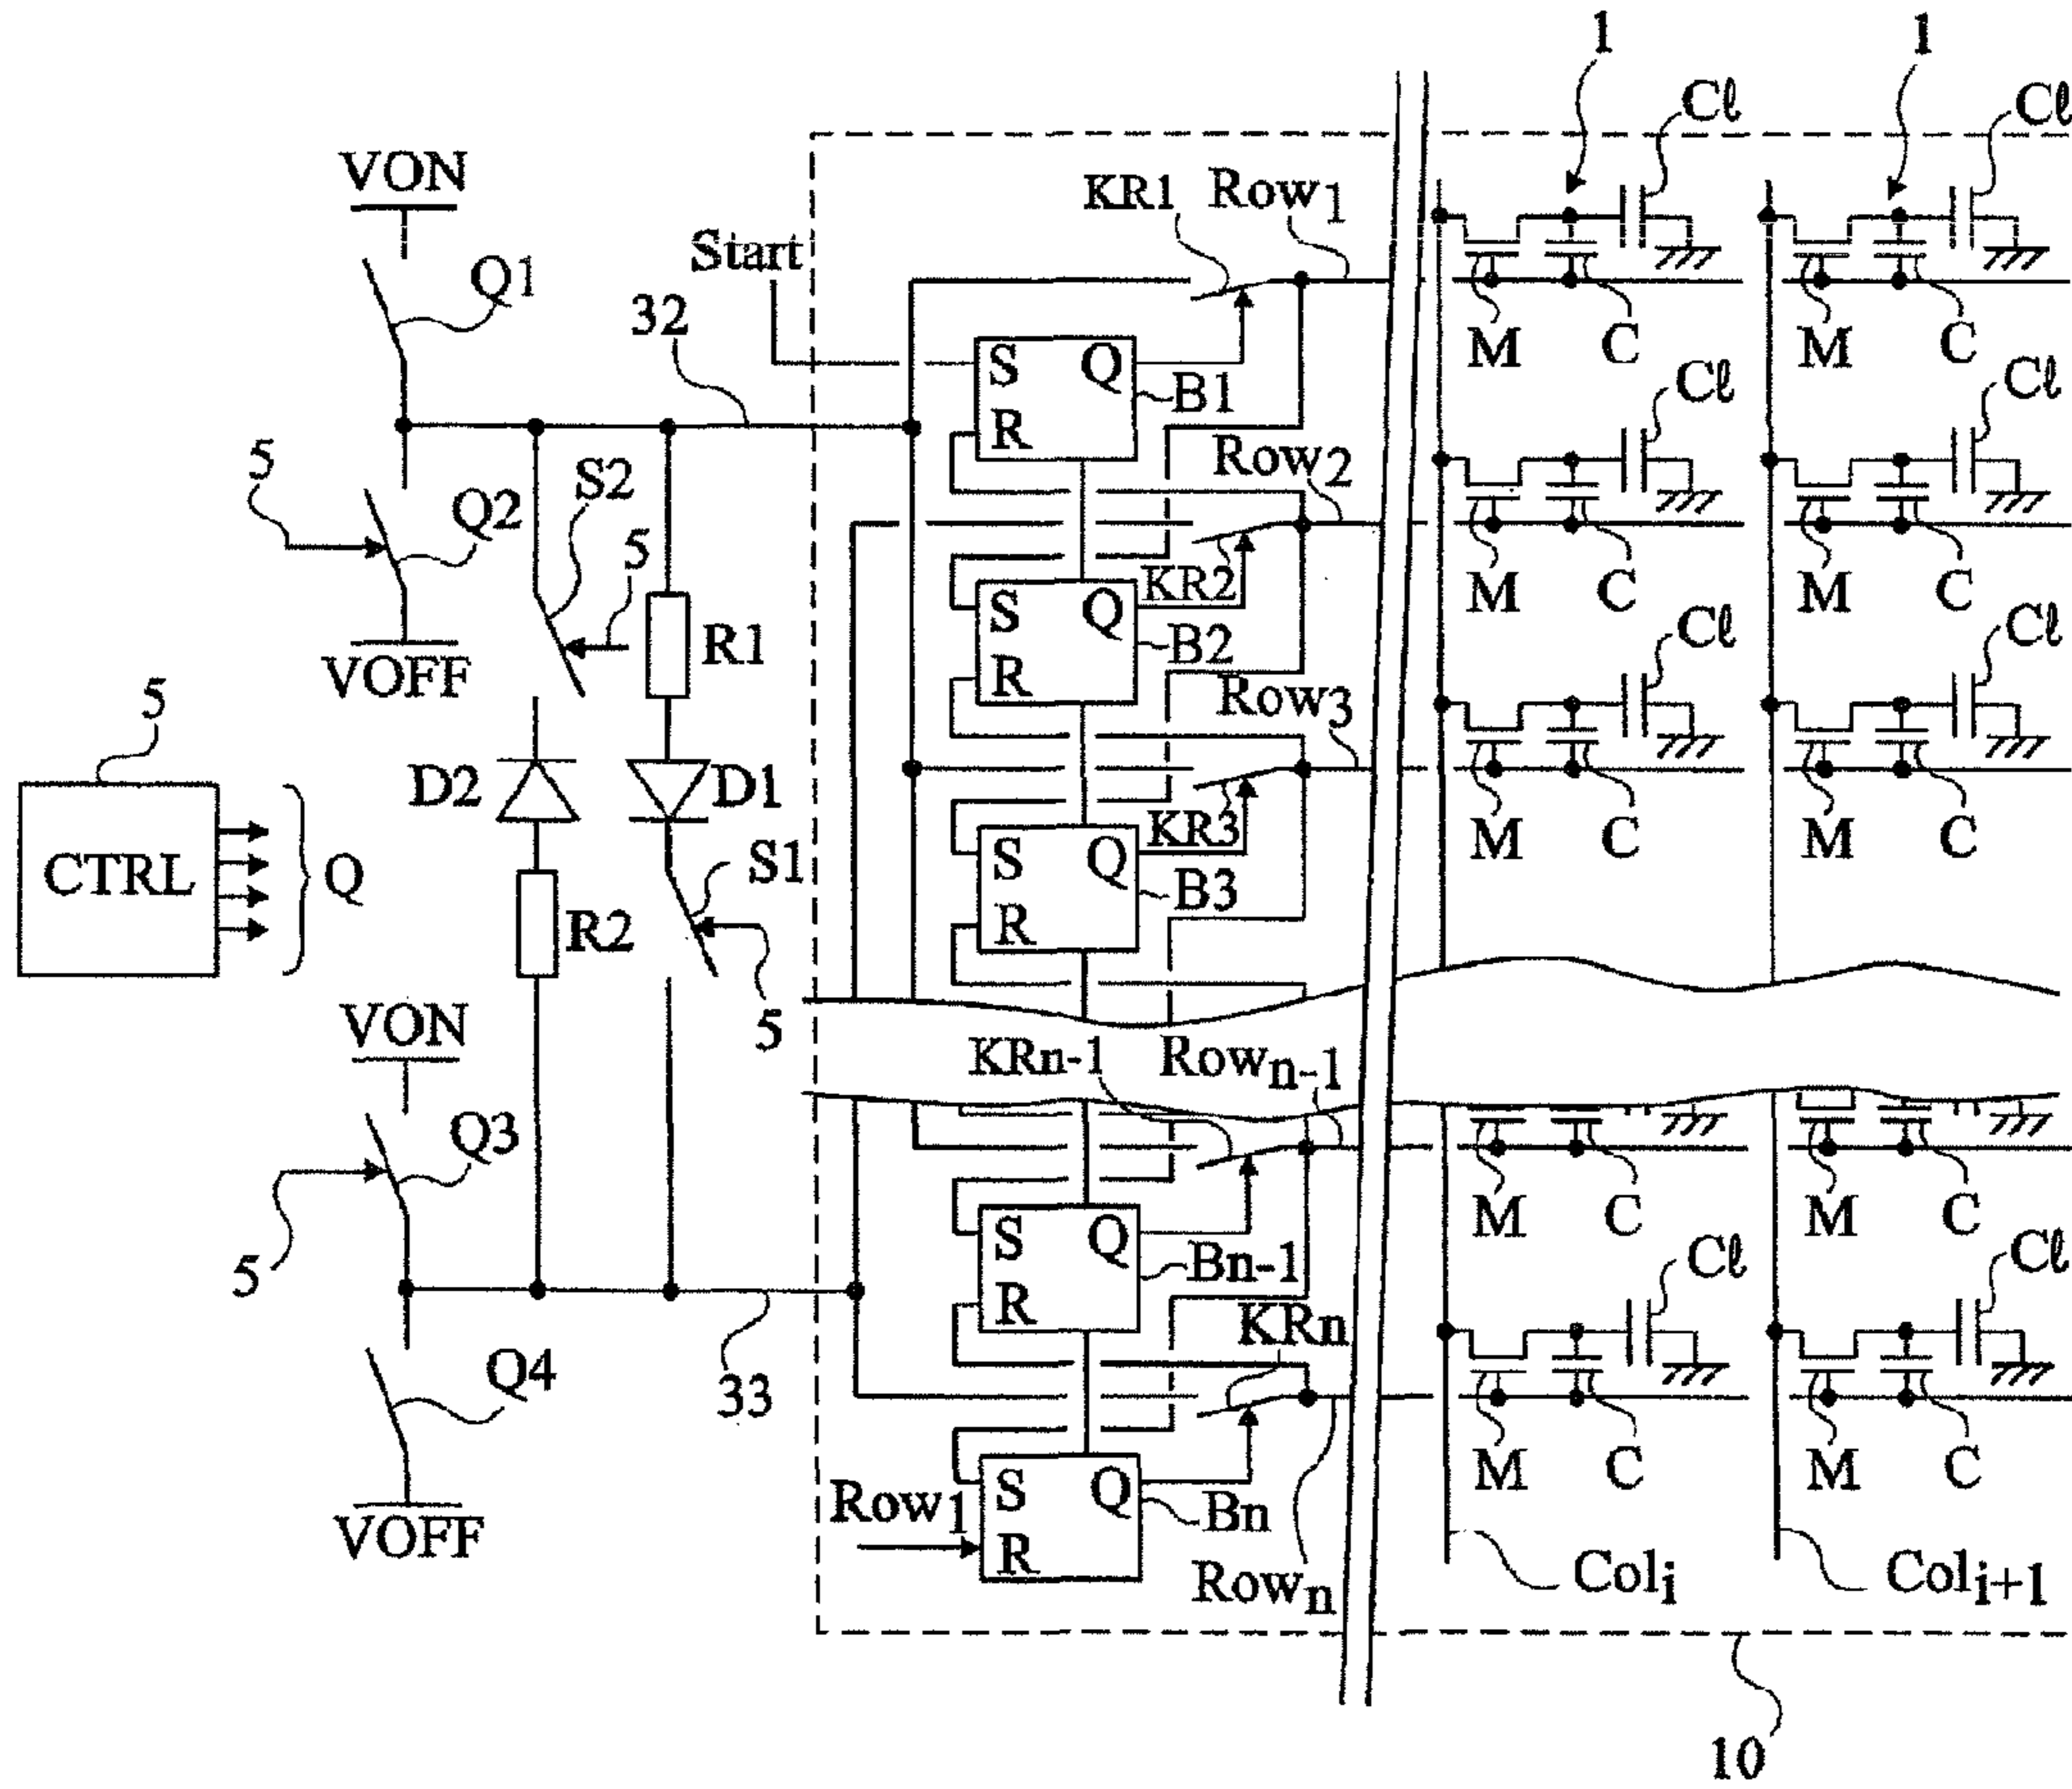 1 1
Cℓ Cℓ
VON
KR1 Row1
Start
Q1
32
M C M C
S Q
R
B1
Cℓ Cℓ
5
S2
Q2
Row2
5
KR2
M C M C
S Q
R
B2
R1
VOFF
Cℓ Cℓ
Row3
5
D2 D1
KR3
M C M C
CTRL
Q
S1
S Q
R
B3
R2
5
VON
KRn-1 Rown-1
Q3
5
M C M C
S Q
R
Bn-1
Cℓ Cℓ
KRn
Q4
33
M C M C
Row1
S Q
R
Bn
VOFF
Rown
Coli Coli+1
10